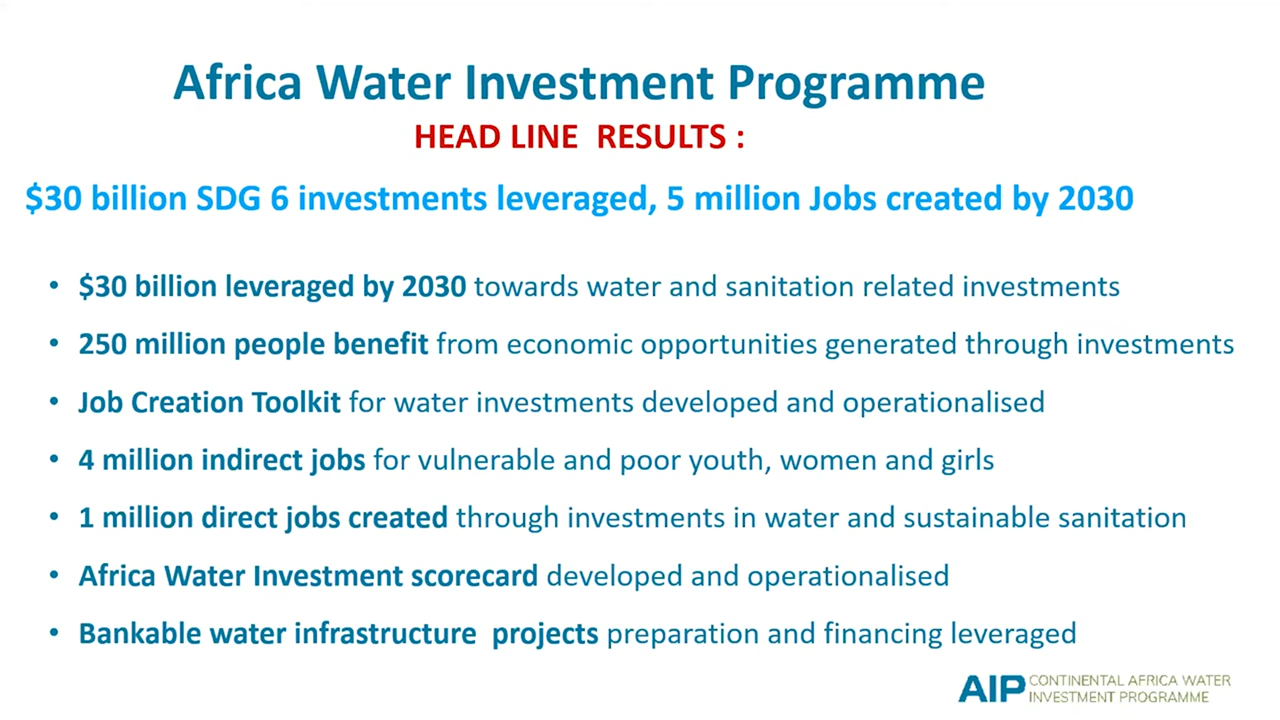 Africa Water Investment Programme
HEAD LINE RESULTS :
$30 billion SDG 6 investments leveraged, 5 million Jobs created by 2030
• $30 billion leveraged by 2030 towards water and sanitation related investments
• 250 million people benefit from economic opportunities generated through investments
• Job Creation Toolkit for water investments developed and operationalised
• 4 million indirect jobs for vulnerable and poor youth, women and girls
• 1 million direct jobs created through investments in water and sustainable sanitation
• Africa Water Investment scorecard developed and operationalised
• Bankable water infrastructure projects preparation and financing leveraged
AIP CONTINENTAL AFRICA WATER
INVESTMENT PROGRAMME